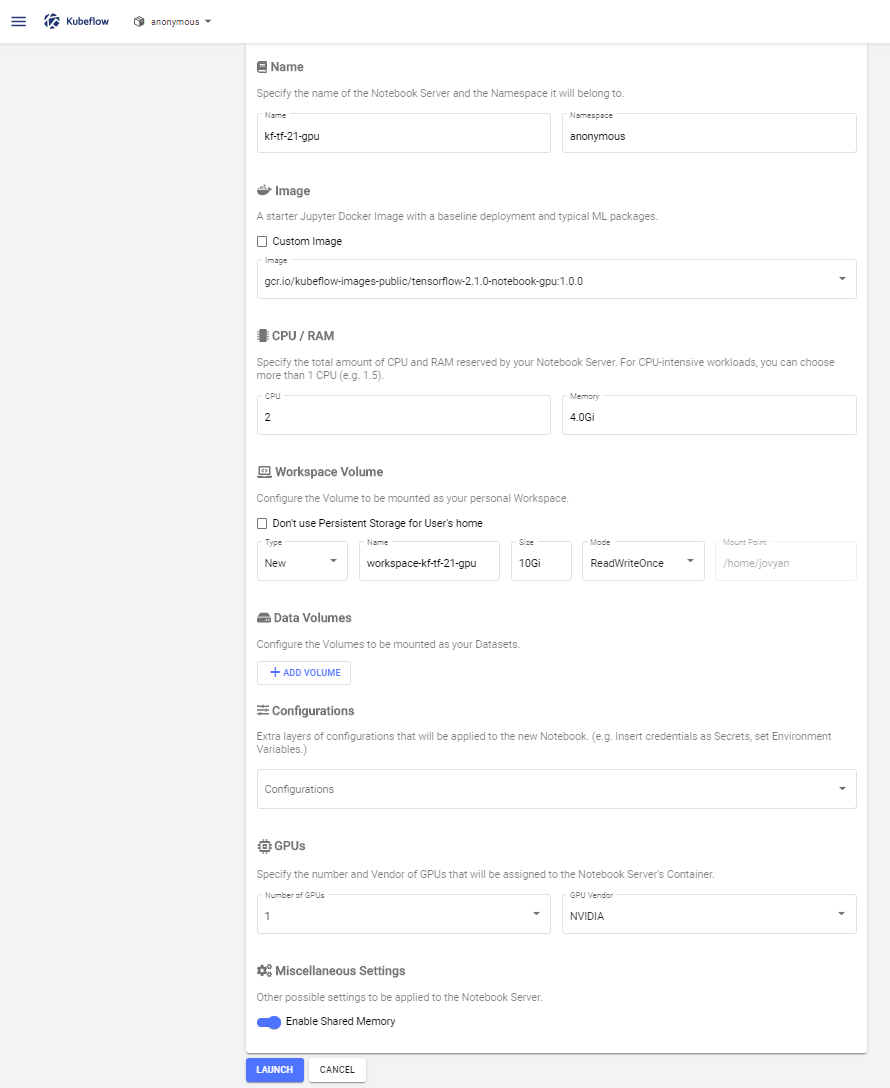 Kubeflow
anonymous
Name
Specify the name of the Notebook Server and the Namespace it will belong to.
Name
Namespace
kf-tf-21-gpu
anonymous
Image
A starter Jupyter Docker Image with a baseline deployment and typical ML packages.
Custom Image
Image
gcr.io/kubeflow-images-public/tensorflow-2.1.0-notebook-gpu:1.0.0
CPU / RAM
Specify the total amount of CPU and RAM reserved by your Notebook Server. For CPU-intensive workloads, you can choose
more than 1 CPU (e.g. 1.5).
CPU
Memory
2
4.0Gi
Workspace Volume
Configure the Volume to be mounted as your personal Workspace.
Don't use Persistent Storage for User's home
Type
Name
Size
Mode
Mount Point
New
workspace-kf-tf-21-gpu
10Gi
ReadWriteOnce
/home/jovyan
Data Volumes
Configure the Volumes to be mounted as your Datasets.
ADD VOLUME
Configurations
Extra layers of configurations that will be applied to the new Notebook. (e.g. Insert credentials as Secrets, set Environment
Variables.)
Configurations
GPUs
Specify the number and Vendor of GPUs that will be assigned to the Notebook Server's Container.
Number of GPUs
GPU Vendor
1
NVIDIA
Miscellaneous Settings
Other possible settings to be applied to the Notebook Server.
Enable Shared Memory
LAUNCH
CANCEL